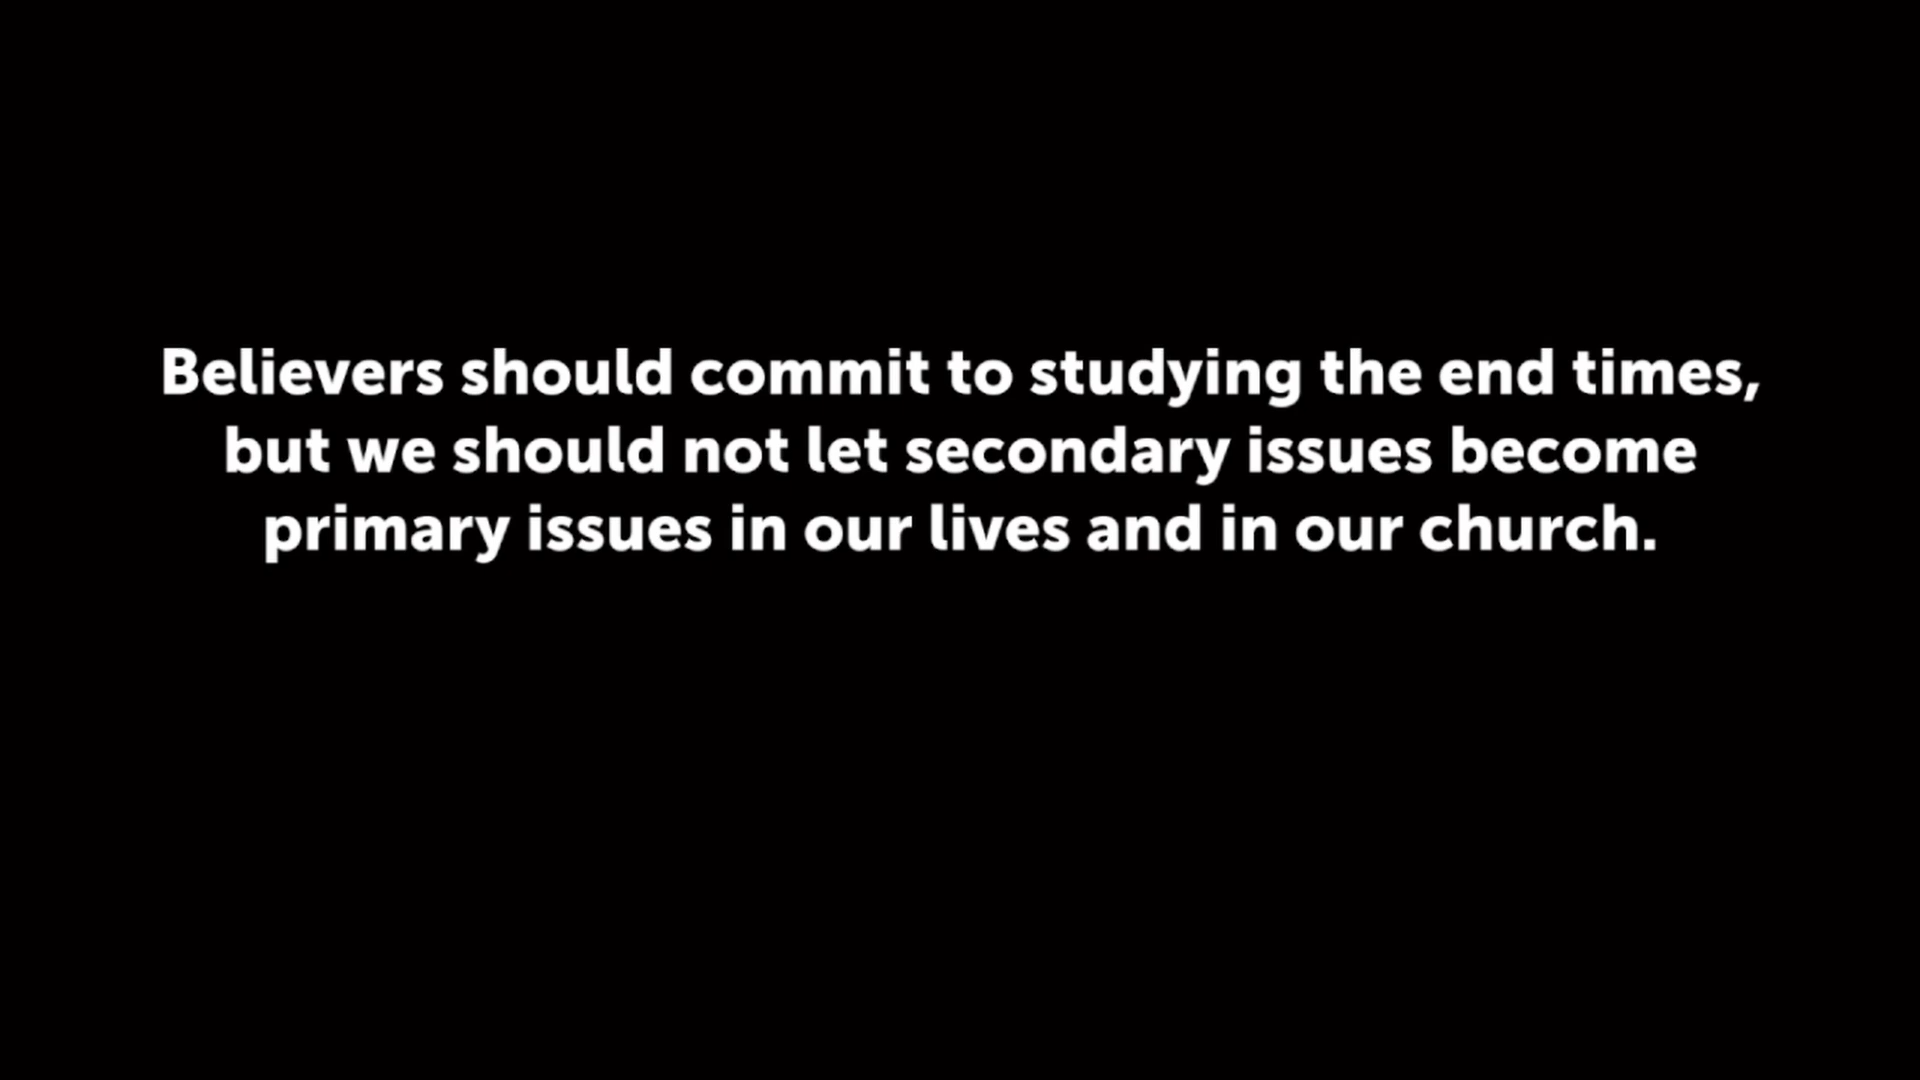 Believers should commit to studying the end times,
but we should not let secondary issues become
primary issues in our lives and in our church.